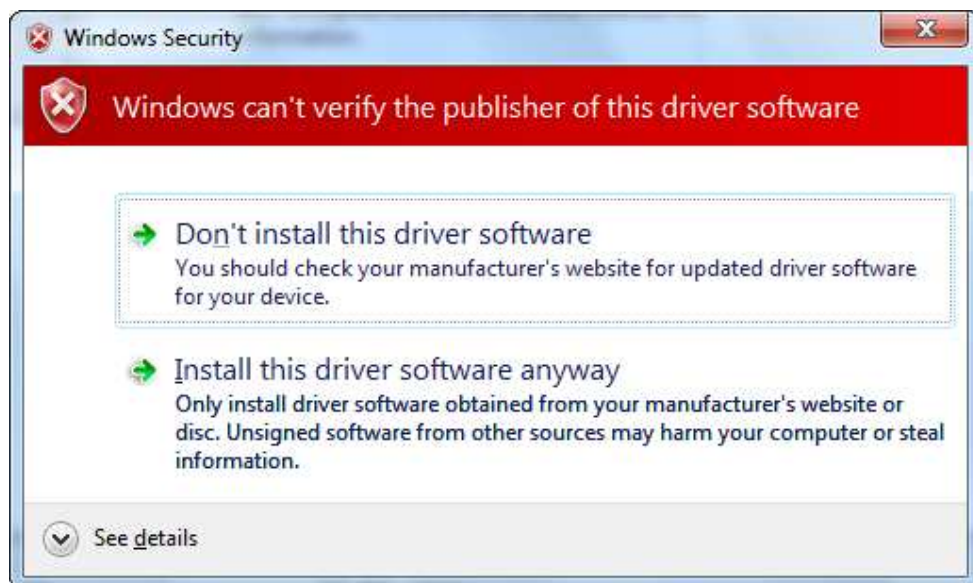 Windows Security
Windows can't verify the publisher of this driver software
Don't install this driver software
You should check your manufacturer's website for updated driver software
for your device.
Install this driver software anyway
Only install driver software obtained from your manufacturer's website or
disc. Unsigned software from other sources may harm your computer or steal
information.
See details